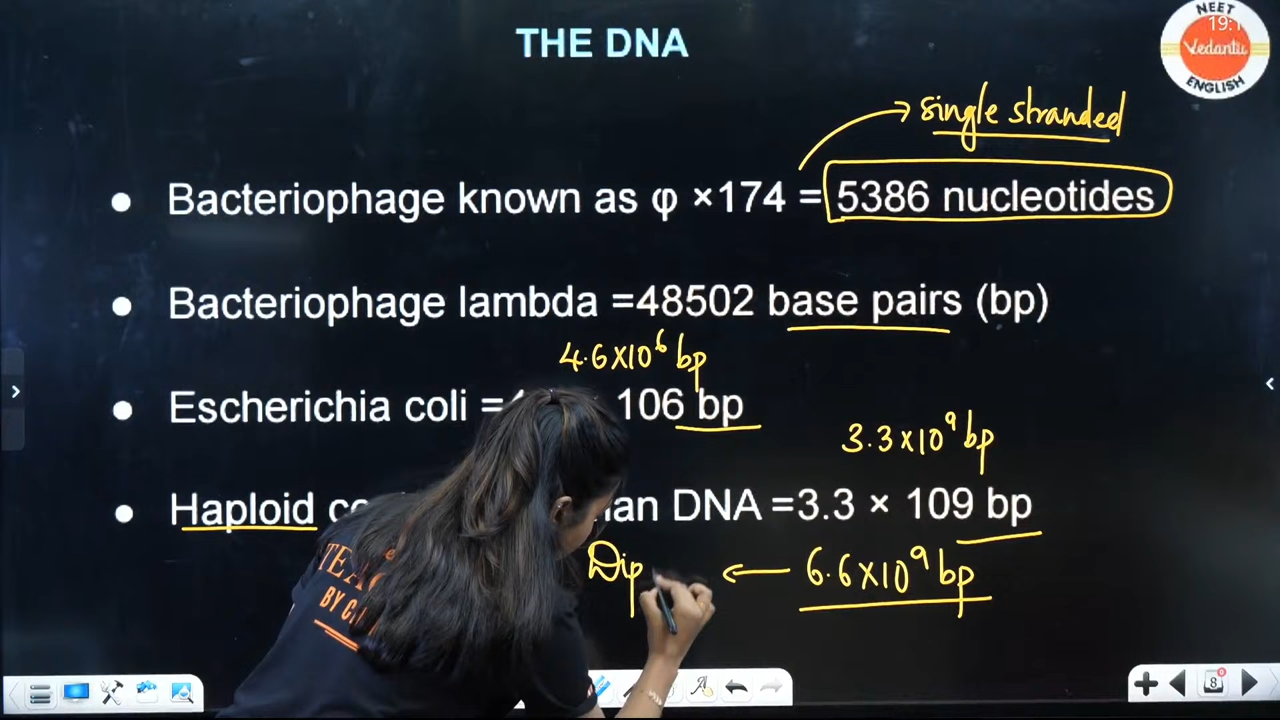 THE DNA
NEET
19:1
Vedantu
ENGLISH
single stranded
• Bacteriophage known as φ ×174 = 5386 nucleotides
• Bacteriophage lambda =48502 base pairs (bp)
4.6×10⁶ bp
• Escherichia coli = 106 bp
3.3×10⁹ bp
• Haploid DNA =3.3 × 109 bp
Dip ← 6.6×10⁹ bp
BY C
8